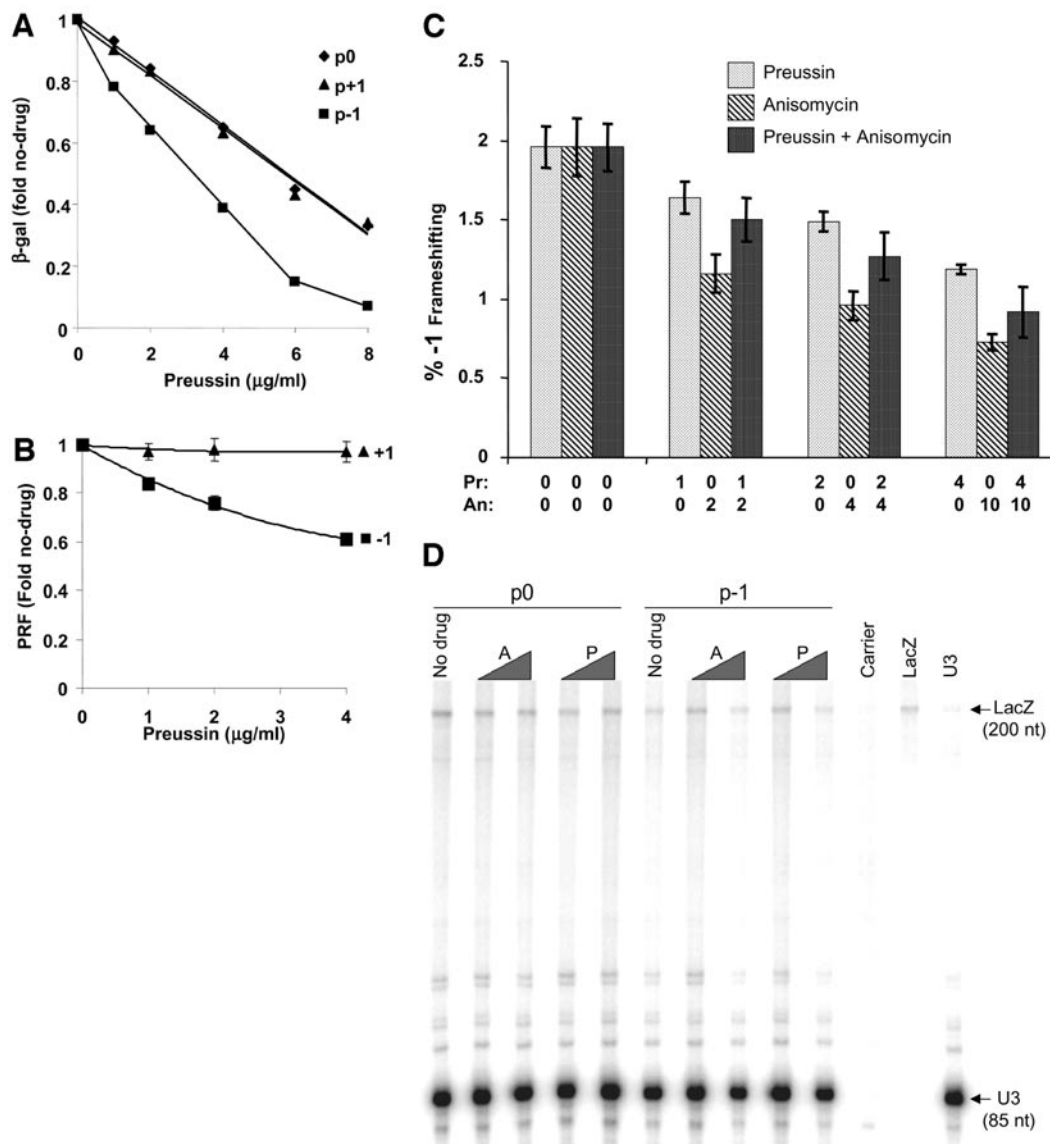 A
1
0.8
0.6
0.4
0.2
0
β-gal (fold no-drug)
p0
p+1
p-1
0 2 4 6 8
Preussin (µg/ml)
B
1
0.8
0.6
0.4
0.2
0
PRF (Fold no-drug)
+1
-1
0 1 2 3 4
Preussin (µg/ml)
C
2.5
2
1.5
1
0.5
0
% -1 Frameshifting
Preussin
Anisomycin
Preussin + Anisomycin
Pr: 0 0 0 1 0 1 2 0 2 4 0 4
An: 0 0 0 0 2 2 0 4 4 0 10 10
D
p0 p-1
No drug A P No drug A P Carrier LacZ U3
LacZ
(200 nt)
U3
(85 nt)